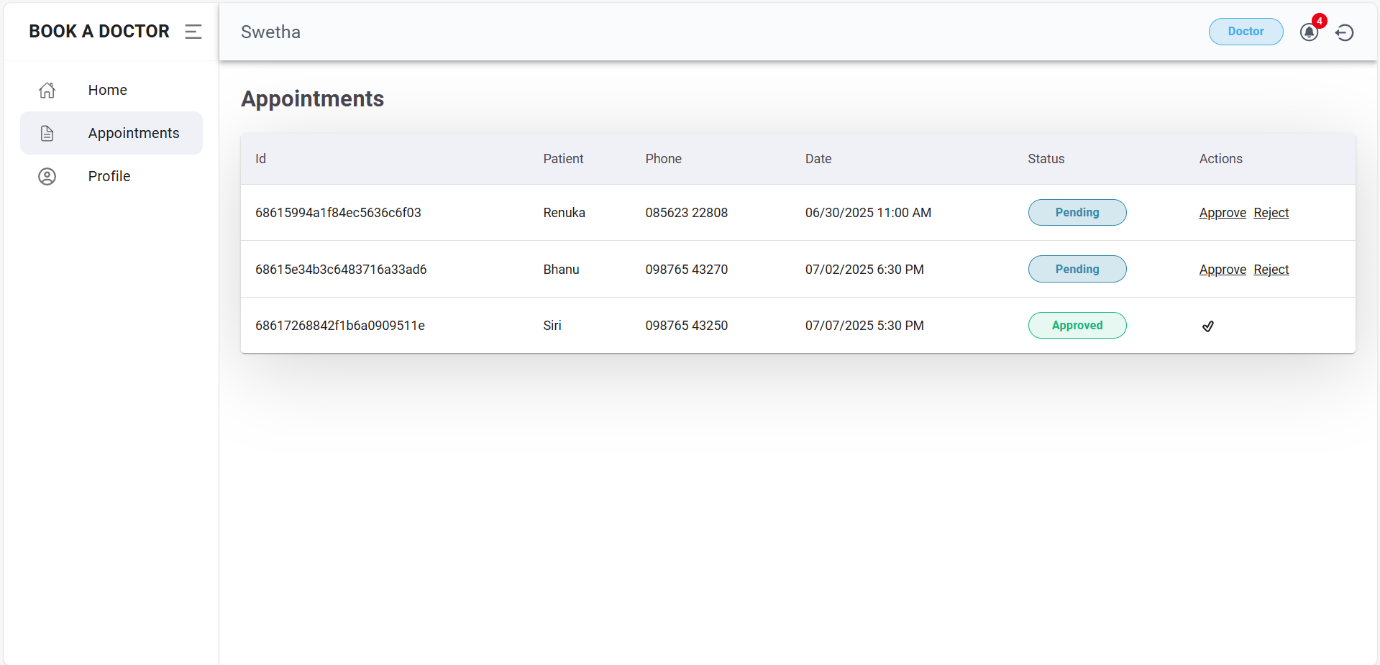 BOOK A DOCTOR
Swetha
Doctor
4
Home
Appointments
Profile
Appointments
Id Patient Phone Date Status Actions
68615994a1f84ec5636c6f03 Renuka 085623 22808 06/30/2025 11:00 AM Pending Approve Reject
68615e34b3c6483716a33ad6 Bhanu 098765 43270 07/02/2025 6:30 PM Pending Approve Reject
68617268842f1b6a0909511e Siri 098765 43250 07/07/2025 5:30 PM Approved